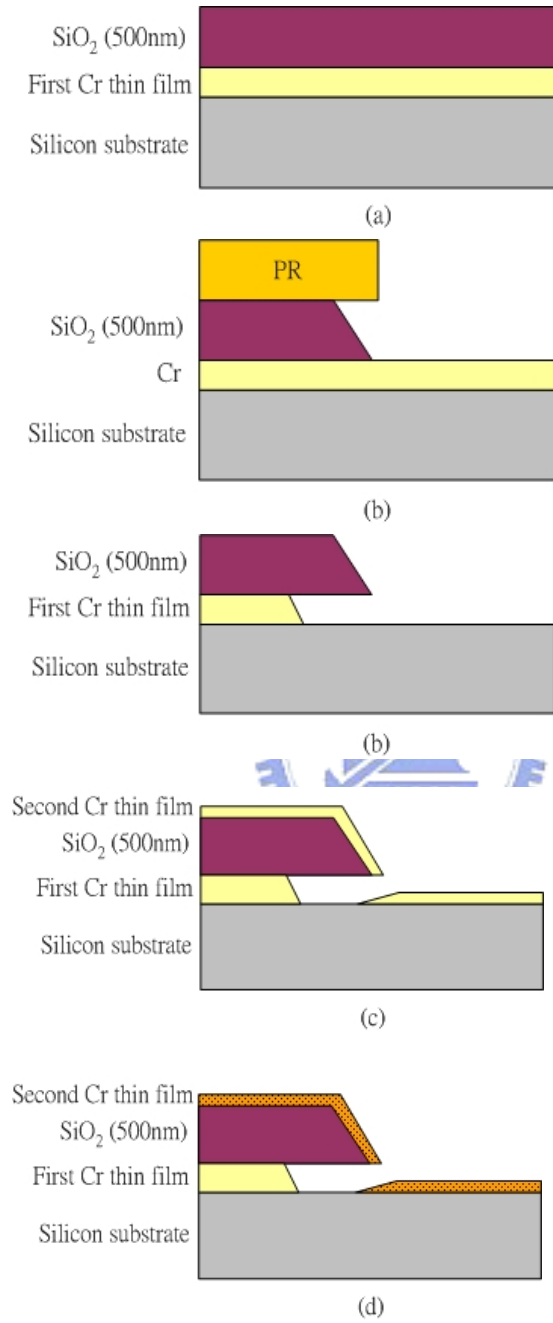 SiO₂ (500nm)
First Cr thin film
Silicon substrate
(a)
PR
SiO₂ (500nm)
Cr
Silicon substrate
(b)
SiO₂ (500nm)
First Cr thin film
Silicon substrate
(b)
Second Cr thin film
SiO₂ (500nm)
First Cr thin film
Silicon substrate
(c)
Second Cr thin film
SiO₂ (500nm)
First Cr thin film
Silicon substrate
(d)